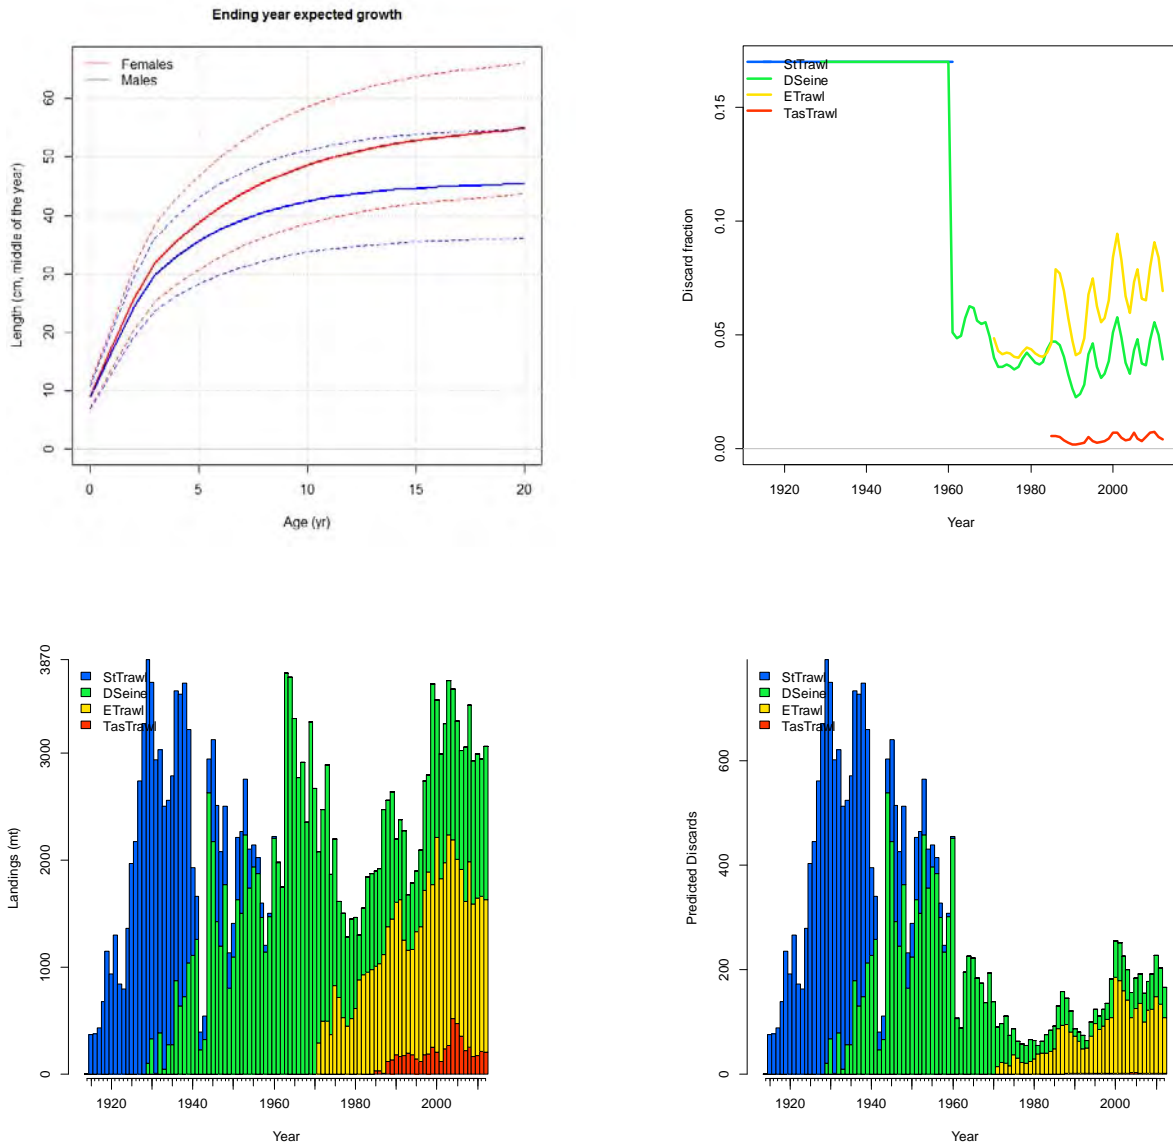 Ending year expected growth
Females
Males
60
50
40
30
20
10
0
Length (cm, middle of the year)
0 5 10 15 20
Age (yr)
StTrawl
DSeine
ETrawl
TasTrawl
0.15
0.10
0.05
0.00
Discard fraction
1920 1940 1960 1980 2000
Year
3870
3000
2000
1000
0
Landings (mt)
StTrawl
DSeine
ETrawl
TasTrawl
1920 1940 1960 1980 2000
Year
600
400
200
0
Predicted Discards
StTrawl
DSeine
ETrawl
TasTrawl
1920 1940 1960 1980 2000
Year